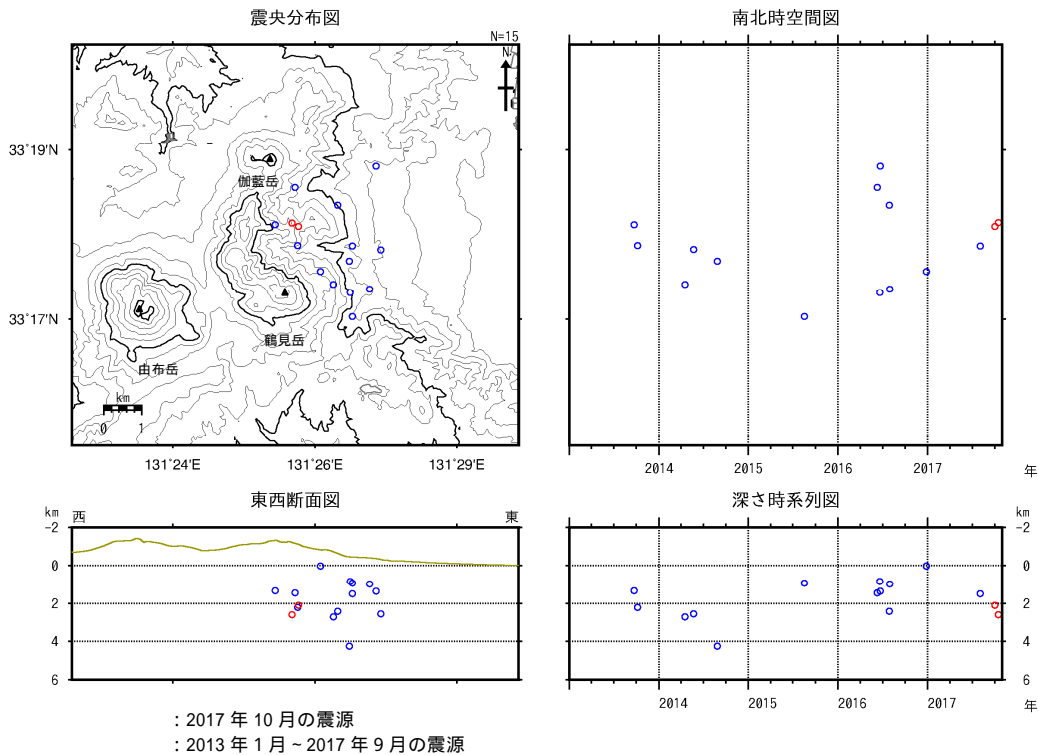 震央分布図
N=15
N
33°19'N
33°17'N
伽藍岳
鶴見岳
由布岳
km
0 1
131°24'E 131°26'E 131°29'E
南北時空間図
2014 2015 2016 2017 年
東西断面図
km 西 東
-2
0
2
4
6
深さ時系列図
km
-2
0
2
4
6
2014 2015 2016 2017 年
: 2017 年 10 月の震源
: 2013 年 1 月 ~ 2017 年 9 月の震源